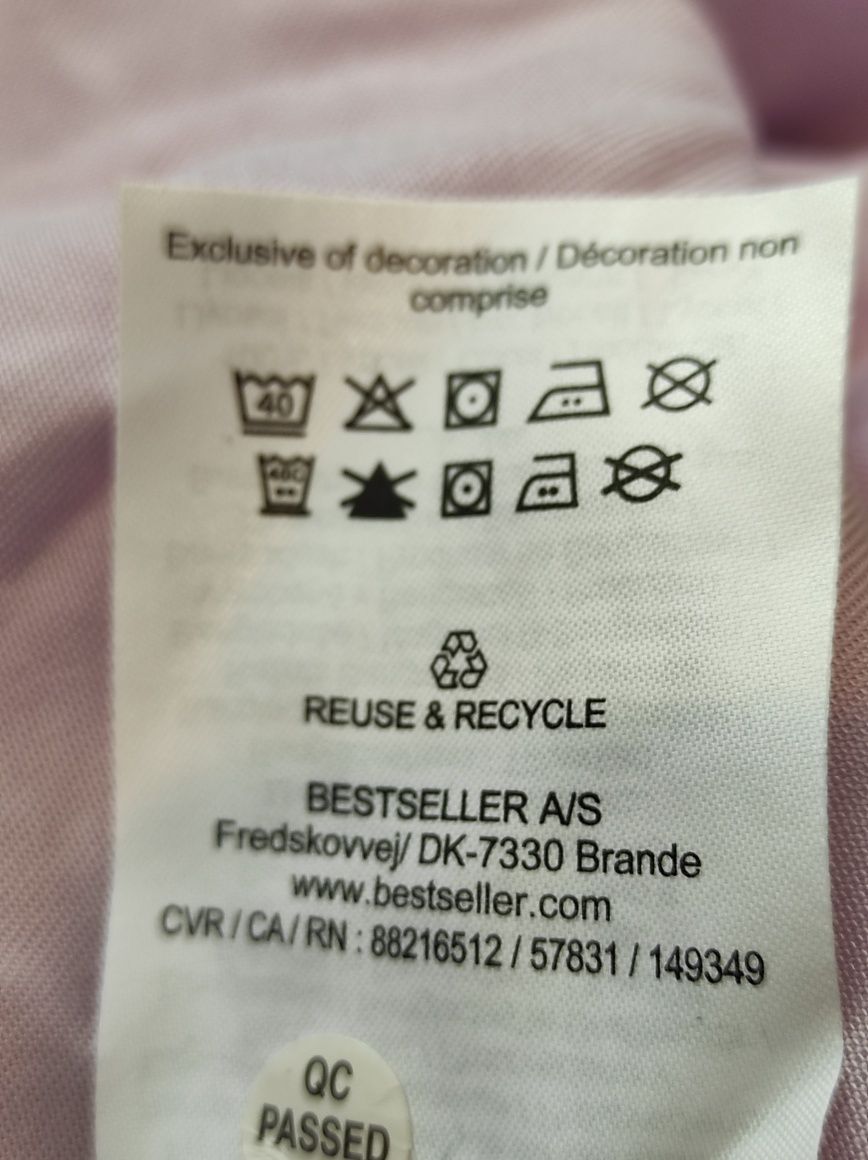 Exclusive of decoration / Décoration non
comprise
40
REUSE & RECYCLE
BESTSELLER A/S
Fredskovvej/ DK-7330 Brande
www.bestseller.com
CVR / CA / RN : 88216512 / 57831 / 149349
QC
PASSED